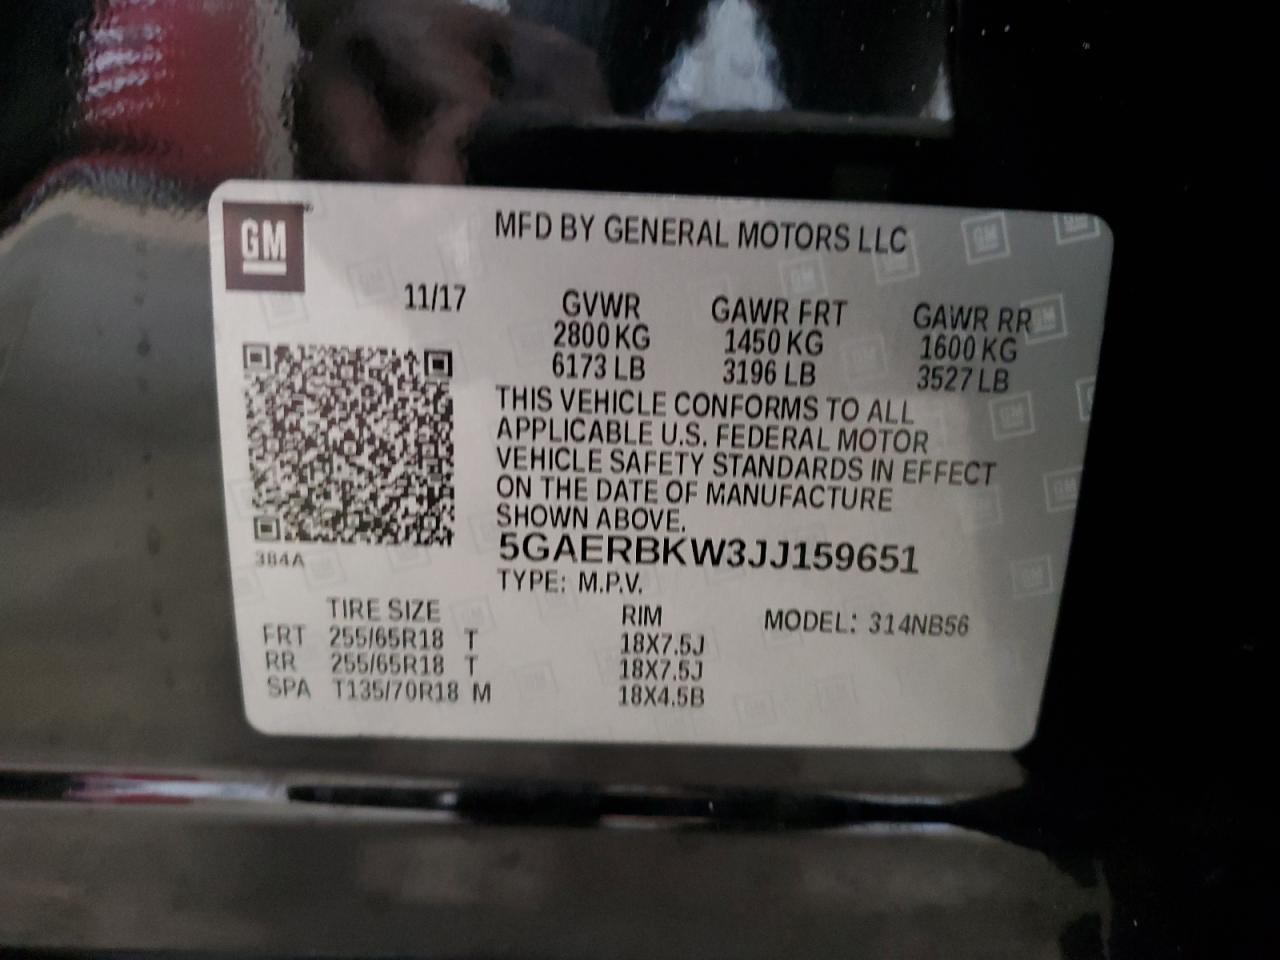 GM
MFD BY GENERAL MOTORS LLC
11/17
GVWR GAWR FRT GAWR RR
2800 KG 1450 KG 1600 KG
6173 LB 3196 LB 3527 LB
THIS VEHICLE CONFORMS TO ALL
APPLICABLE U.S. FEDERAL MOTOR
VEHICLE SAFETY STANDARDS IN EFFECT
ON THE DATE OF MANUFACTURE
SHOWN ABOVE.
384A
5GAERBKW3JJ159651
TYPE: M.P.V.
TIRE SIZE RIM MODEL: 314NB56
FRT 255/65R18 T 18X7.5J
RR 255/65R18 T 18X7.5J
SPA T135/70R18 M 18X4.5B